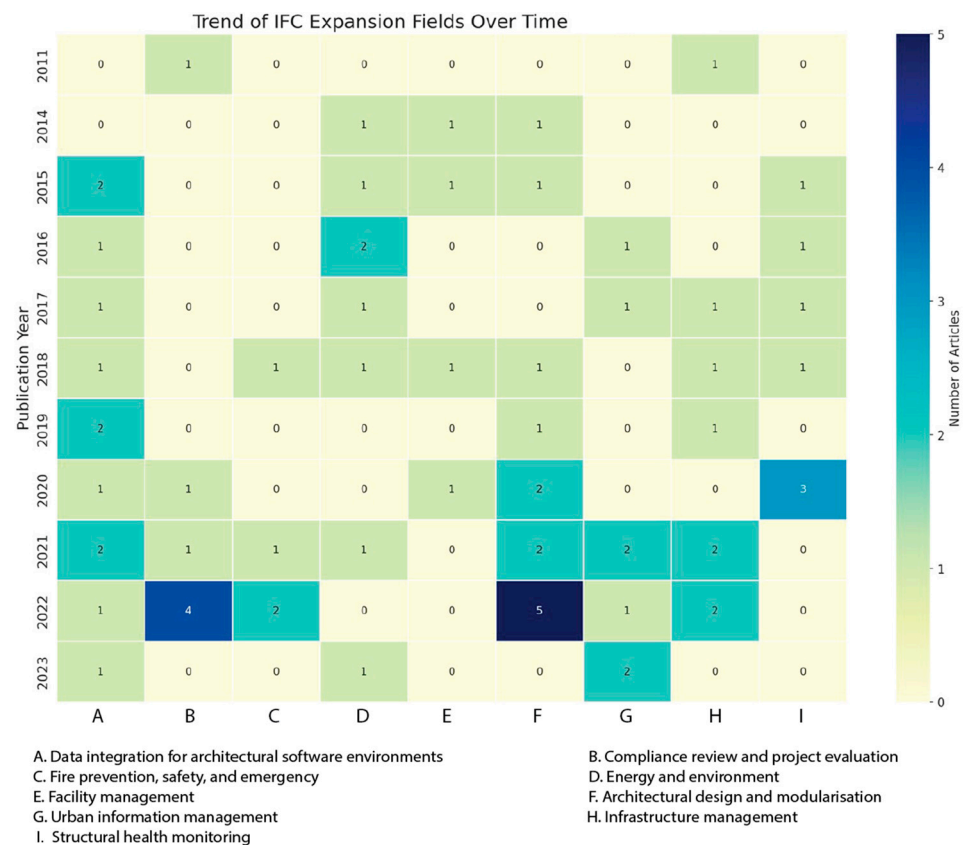 Trend of IFC Expansion Fields Over Time
2011 0 1 0 0 0 0 0 1 0
2014 0 0 0 1 1 1 0 0 0
2015 2 0 0 1 1 1 0 0 1
2016 1 0 0 2 0 0 1 0 1
2017 1 0 0 1 0 0 1 1 1
2018 1 0 1 1 1 1 0 1 1
2019 2 0 0 0 0 1 0 1 0
2020 1 1 0 0 1 2 0 0 3
2021 2 1 1 1 0 2 2 2 0
2022 1 4 2 0 0 5 1 2 0
2023 1 0 0 1 0 0 2 0 0
A B C D E F G H I
Publication Year
5
4
3
2
1
0
Number of Articles
A. Data integration for architectural software environments
B. Compliance review and project evaluation
C. Fire prevention, safety, and emergency
D. Energy and environment
E. Facility management
F. Architectural design and modularisation
G. Urban information management
H. Infrastructure management
I. Structural health monitoring